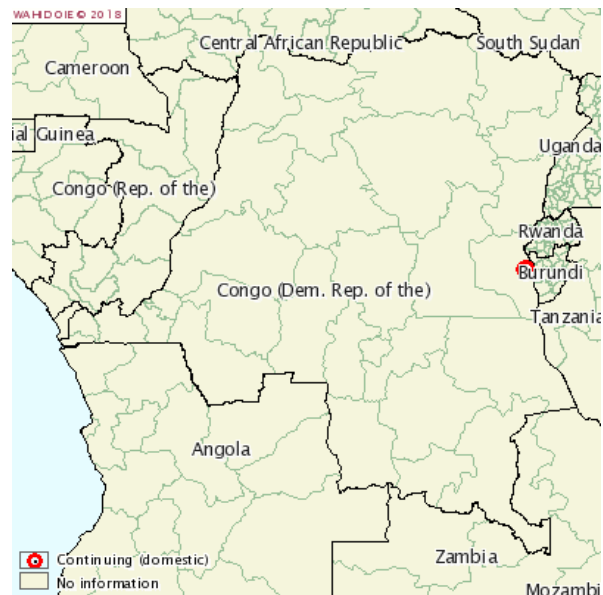 WAHIDOIE © 2018
Central African Republic
South Sudan
Cameroon
ial Guinea
Uganda
Congo (Rep. of the)
Rwanda
Burundi
Congo (Dem. Rep. of the)
Tanzania
Angola
Continuing (domestic)
Zambia
No information
Mozambi